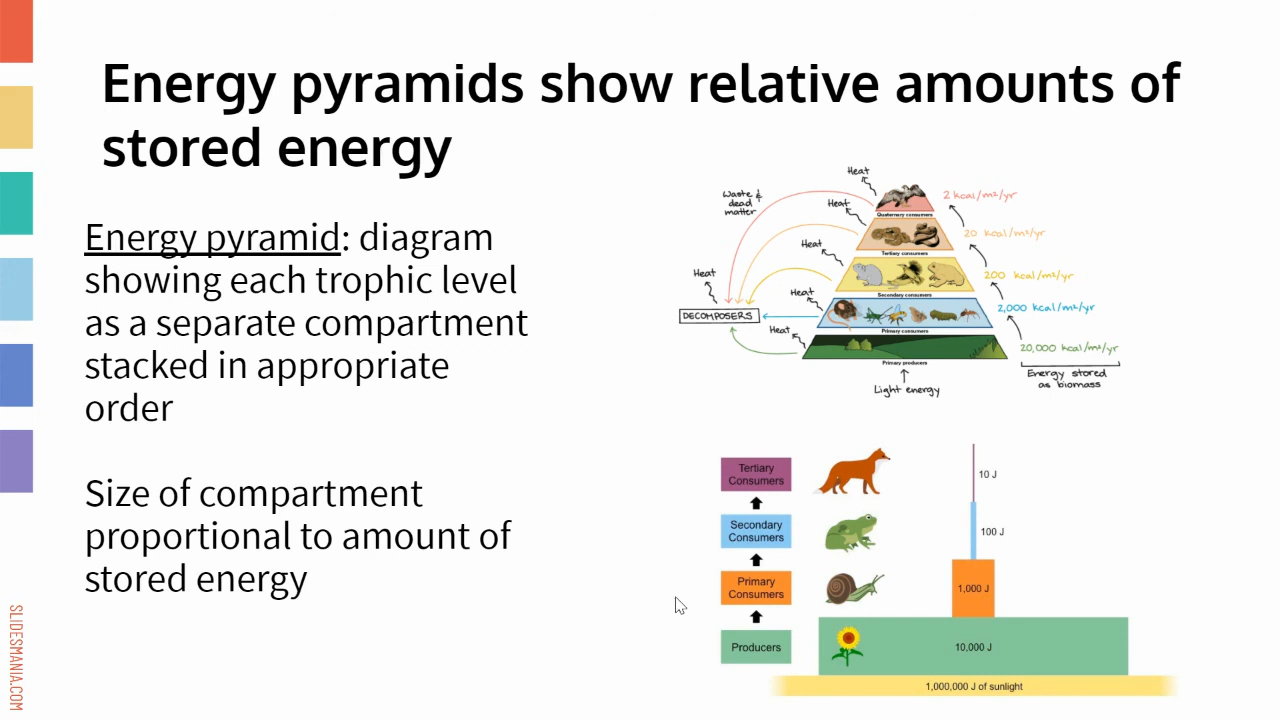 Energy pyramids show relative amounts of
stored energy
Energy pyramid: diagram
showing each trophic level
as a separate compartment
stacked in appropriate
order
Size of compartment
proportional to amount of
stored energy
Heat
Waste &
dead
matter
2 kcal/m²/yr
Quaternary consumers
Heat
20 kcal/m²/yr
Tertiary consumers
Heat
200 kcal/m²/yr
Secondary consumers
Heat
Heat
2,000 kcal/m²/yr
DECOMPOSERS
Primary consumers
Heat
20,000 kcal/m²/yr
Primary producers
Energy stored
as biomass
Light energy
Tertiary
Consumers
10 J
Secondary
Consumers
100 J
Primary
Consumers
1,000 J
Producers
10,000 J
1,000,000 J of sunlight
SLIDESMANIA.COM